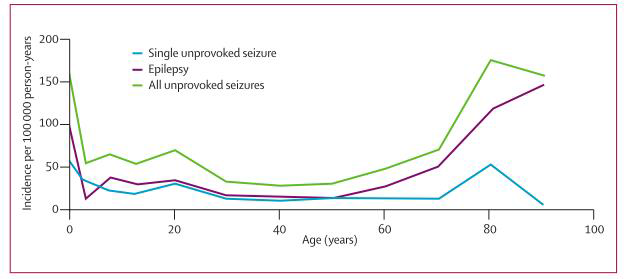 Incidence per 100 000 person-years
200
150
100
50
0
Single unprovoked seizure
Epilepsy
All unprovoked seizures
0
20
40
60
80
100
Age (years)